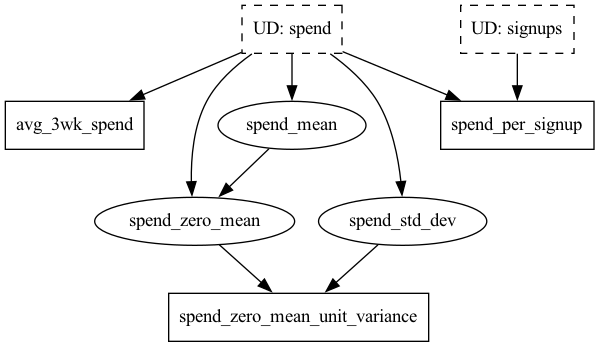 UD: spend
UD: signups
avg_3wk_spend
spend_mean
spend_per_signup
spend_zero_mean
spend_std_dev
spend_zero_mean_unit_variance